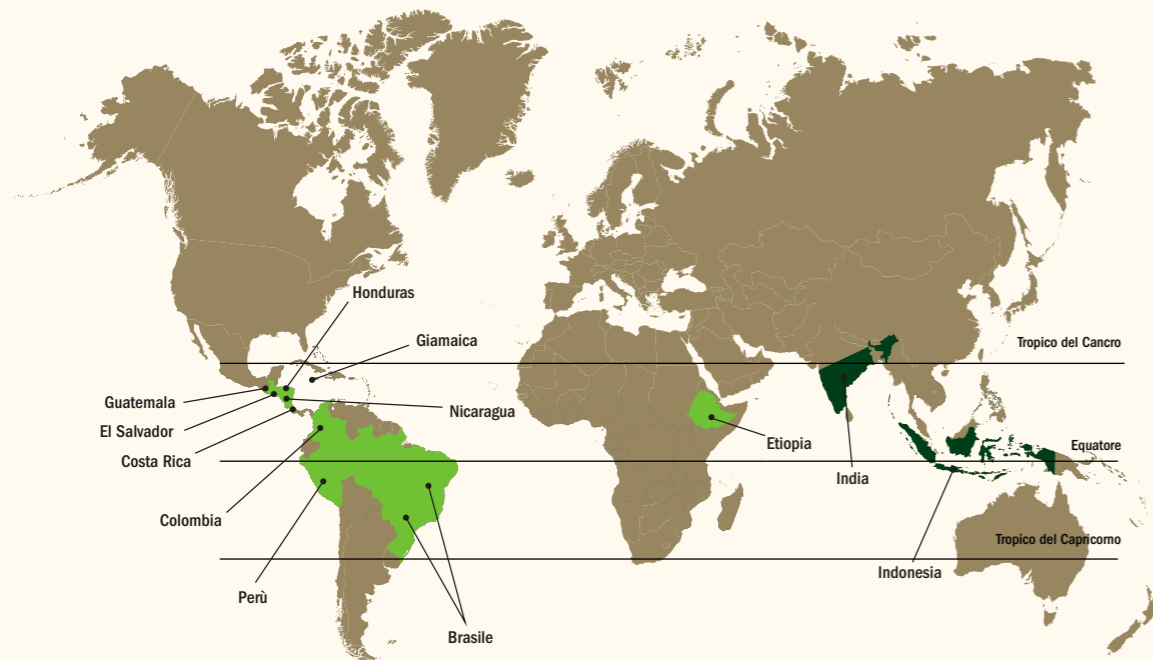 Honduras
Giamaica
Tropico del Cancro
Guatemala
Nicaragua
El Salvador
Etiopia
Equatore
Costa Rica
India
Colombia
Tropico del Capricorno
Indonesia
Perù
Brasile